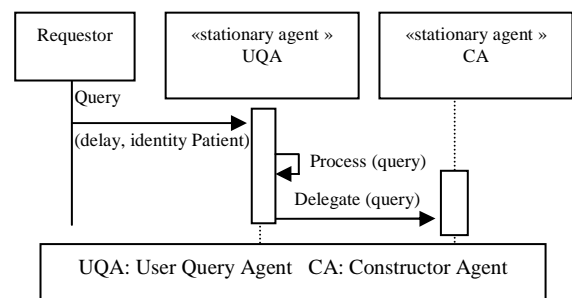 Requestor
«stationary agent »
UQA
«stationary agent »
CA
Query
(delay, identity Patient)
Process (query)
Delegate (query)
UQA: User Query Agent   CA: Constructor Agent